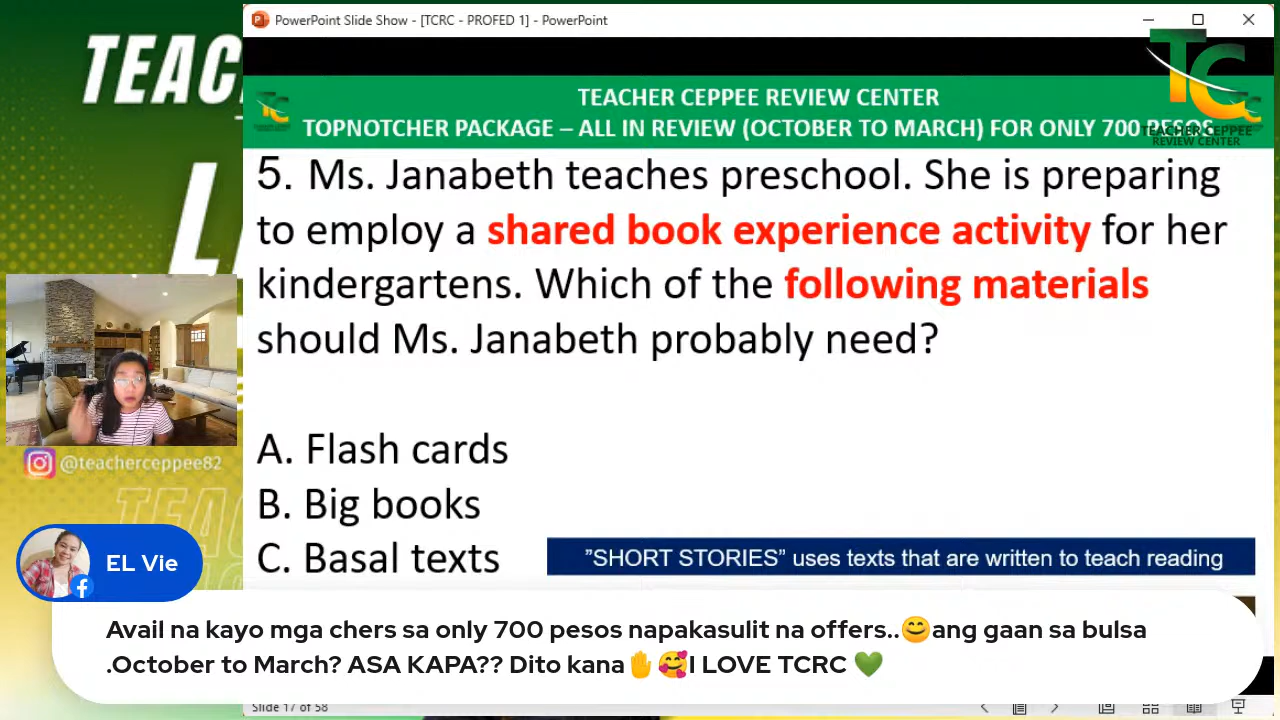 PowerPoint Slide Show - [TCRC - PROFED 1] - PowerPoint
TEAC
L
TC
TEACHER CEPPEE
REVIEW CENTER
TEACHER CEPPEE REVIEW CENTER
TOPNOTCHER PACKAGE – ALL IN REVIEW (OCTOBER TO MARCH) FOR ONLY 700 PESOS
5. Ms. Janabeth teaches preschool. She is preparing
to employ a shared book experience activity for her
kindergartens. Which of the following materials
should Ms. Janabeth probably need?
A. Flash cards
B. Big books
C. Basal texts
"SHORT STORIES" uses texts that are written to teach reading
@teacherceppee82
TEAC
EL Vie
Avail na kayo mga chers sa only 700 pesos napakasulit na offers..😊ang gaan sa bulsa
.October to March? ASA KAPA?? Dito kana✋🥰I LOVE TCRC 💚
Slide 17 of 58